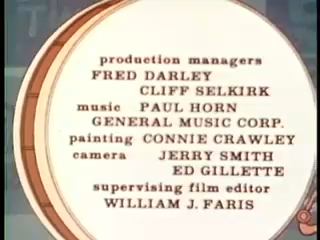 production managers
FRED DARLEY
CLIFF SELKIRK
music PAUL HORN
GENERAL MUSIC CORP.
painting CONNIE CRAWLEY
camera JERRY SMITH
ED GILLETTE
supervising film editor
WILLIAM J. FARIS